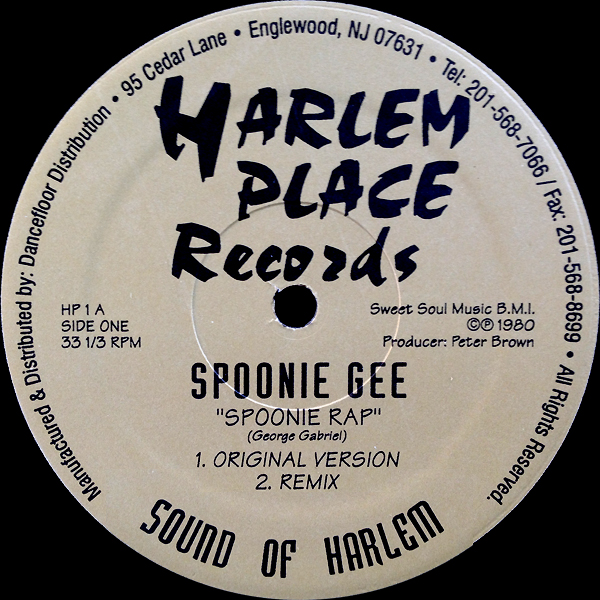 Manufactured & Distributed by: Dancefloor Distribution • 95 Cedar Lane • Englewood, NJ 07631 • Tel: 201-568-7066 / Fax: 201-568-8699 • All Rights Reserved.
HARLEM
PLACE
Records
HP 1 A
SIDE ONE
33 1/3 RPM
Sweet Soul Music B.M.I.
©℗ 1980
Producer: Peter Brown
SPOONIE GEE
"SPOONIE RAP"
(George Gabriel)
1. ORIGINAL VERSION
2. REMIX
SOUND OF HARLEM